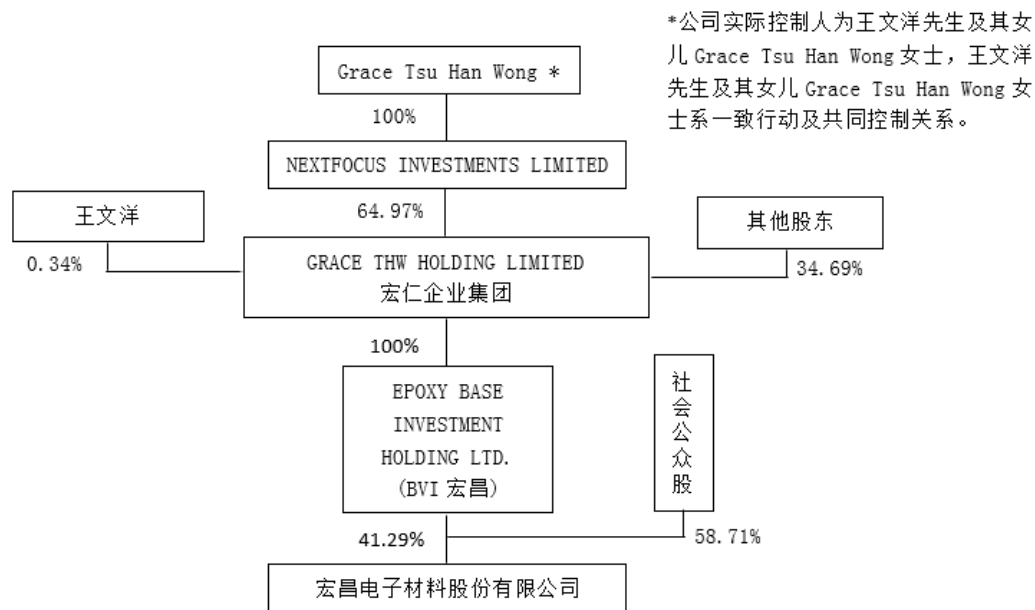 *公司实际控制人为王文洋先生及其女
儿 Grace Tsu Han Wong 女士，王文洋
先生及其女儿 Grace Tsu Han Wong 女
士系一致行动及共同控制关系。
Grace Tsu Han Wong *
100%
NEXTFOCUS INVESTMENTS LIMITED
64.97%
王文洋
0.34%
其他股东
34.69%
GRACE THW HOLDING LIMITED
宏仁企业集团
100%
EPOXY BASE
INVESTMENT
HOLDING LTD.
(BVI 宏昌)
社
会
公
众
股
41.29%
58.71%
宏昌电子材料股份有限公司